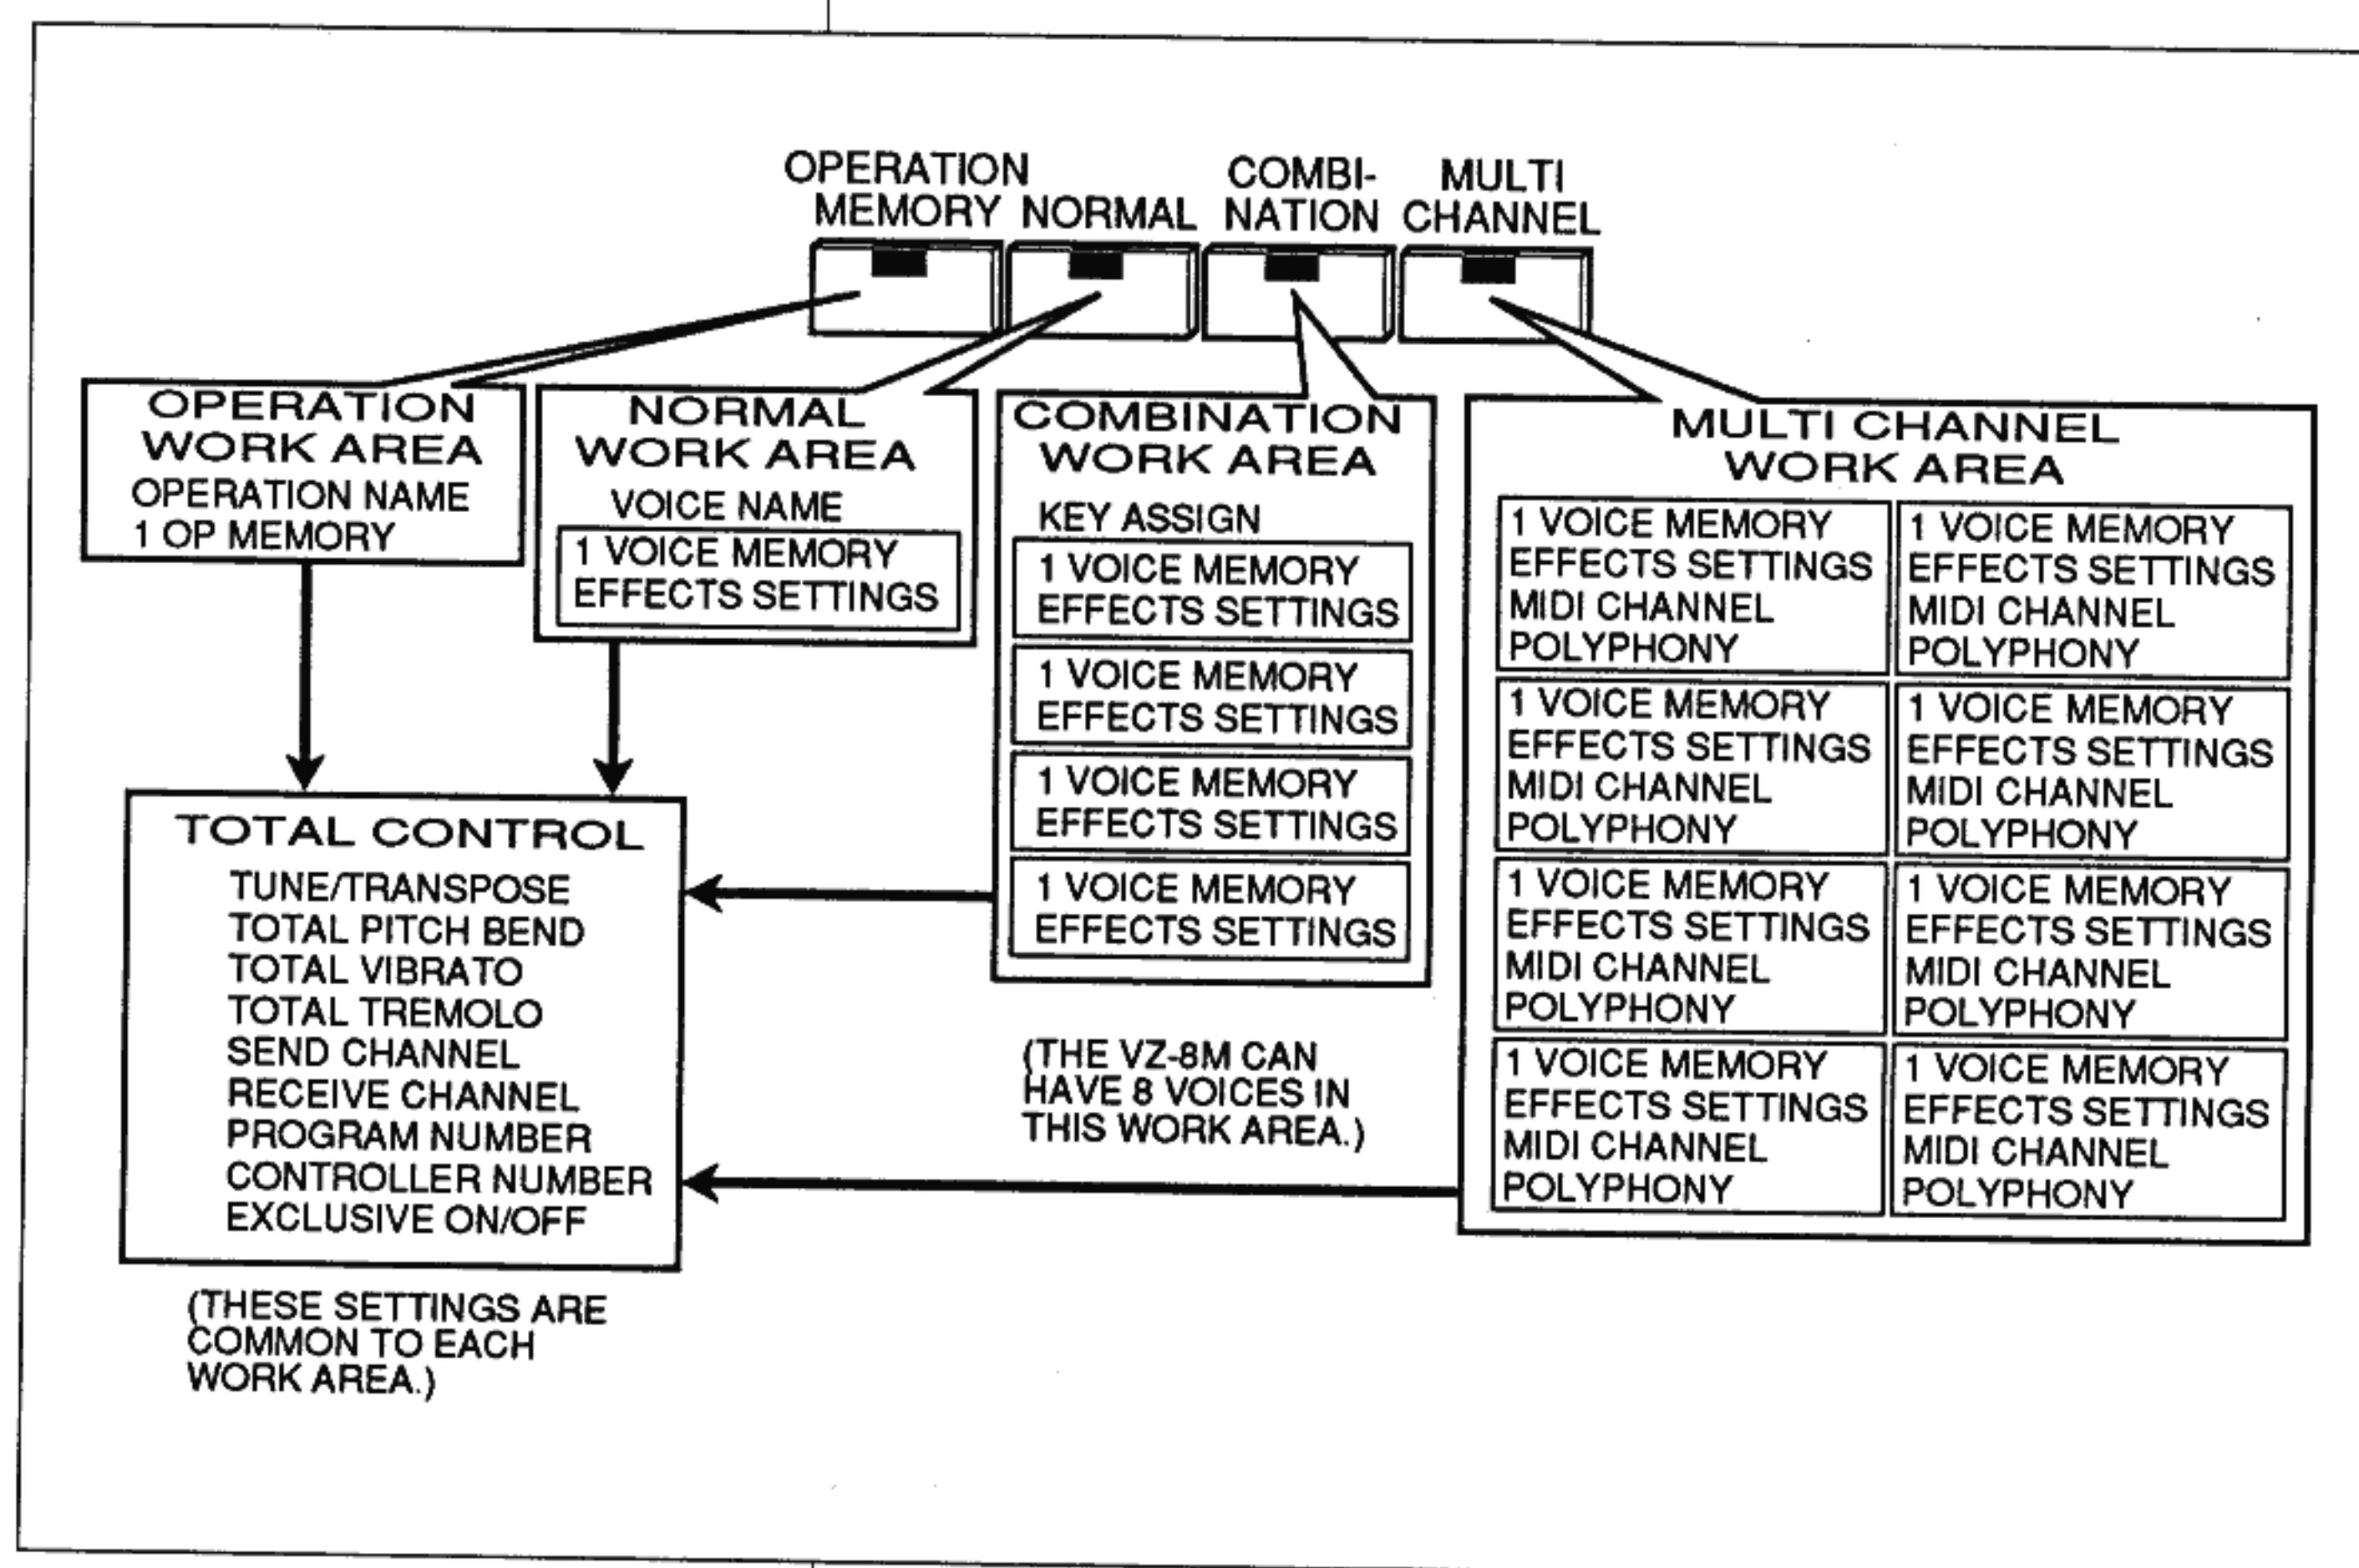 OPERATION
MEMORY
NORMAL
COMBI-
NATION
MULTI
CHANNEL
OPERATION
WORK AREA
OPERATION NAME
1 OP MEMORY
NORMAL
WORK AREA
VOICE NAME
1 VOICE MEMORY
EFFECTS SETTINGS
COMBINATION
WORK AREA
KEY ASSIGN
1 VOICE MEMORY
EFFECTS SETTINGS
1 VOICE MEMORY
EFFECTS SETTINGS
1 VOICE MEMORY
EFFECTS SETTINGS
1 VOICE MEMORY
EFFECTS SETTINGS
(THE VZ-8M CAN
HAVE 8 VOICES IN
THIS WORK AREA.)
MULTI CHANNEL
WORK AREA
1 VOICE MEMORY
EFFECTS SETTINGS
MIDI CHANNEL
POLYPHONY
1 VOICE MEMORY
EFFECTS SETTINGS
MIDI CHANNEL
POLYPHONY
1 VOICE MEMORY
EFFECTS SETTINGS
MIDI CHANNEL
POLYPHONY
1 VOICE MEMORY
EFFECTS SETTINGS
MIDI CHANNEL
POLYPHONY
1 VOICE MEMORY
EFFECTS SETTINGS
MIDI CHANNEL
POLYPHONY
1 VOICE MEMORY
EFFECTS SETTINGS
MIDI CHANNEL
POLYPHONY
1 VOICE MEMORY
EFFECTS SETTINGS
MIDI CHANNEL
POLYPHONY
1 VOICE MEMORY
EFFECTS SETTINGS
MIDI CHANNEL
POLYPHONY
TOTAL CONTROL
TUNE/TRANSPOSE
TOTAL PITCH BEND
TOTAL VIBRATO
TOTAL TREMOLO
SEND CHANNEL
RECEIVE CHANNEL
PROGRAM NUMBER
CONTROLLER NUMBER
EXCLUSIVE ON/OFF
(THESE SETTINGS ARE
COMMON TO EACH
WORK AREA.)